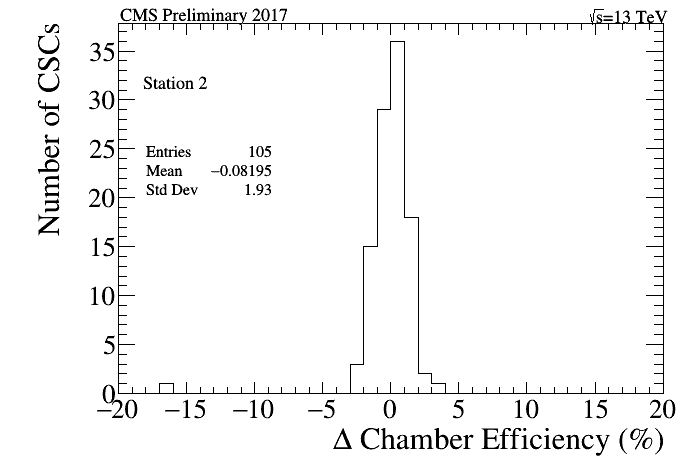 CMS Preliminary 2017
√s=13 TeV
Number of CSCs
35
30
25
20
15
10
5
0
Station 2
Entries 105
Mean −0.08195
Std Dev 1.93
−20 −15 −10 −5 0 5 10 15 20
Δ Chamber Efficiency (%)